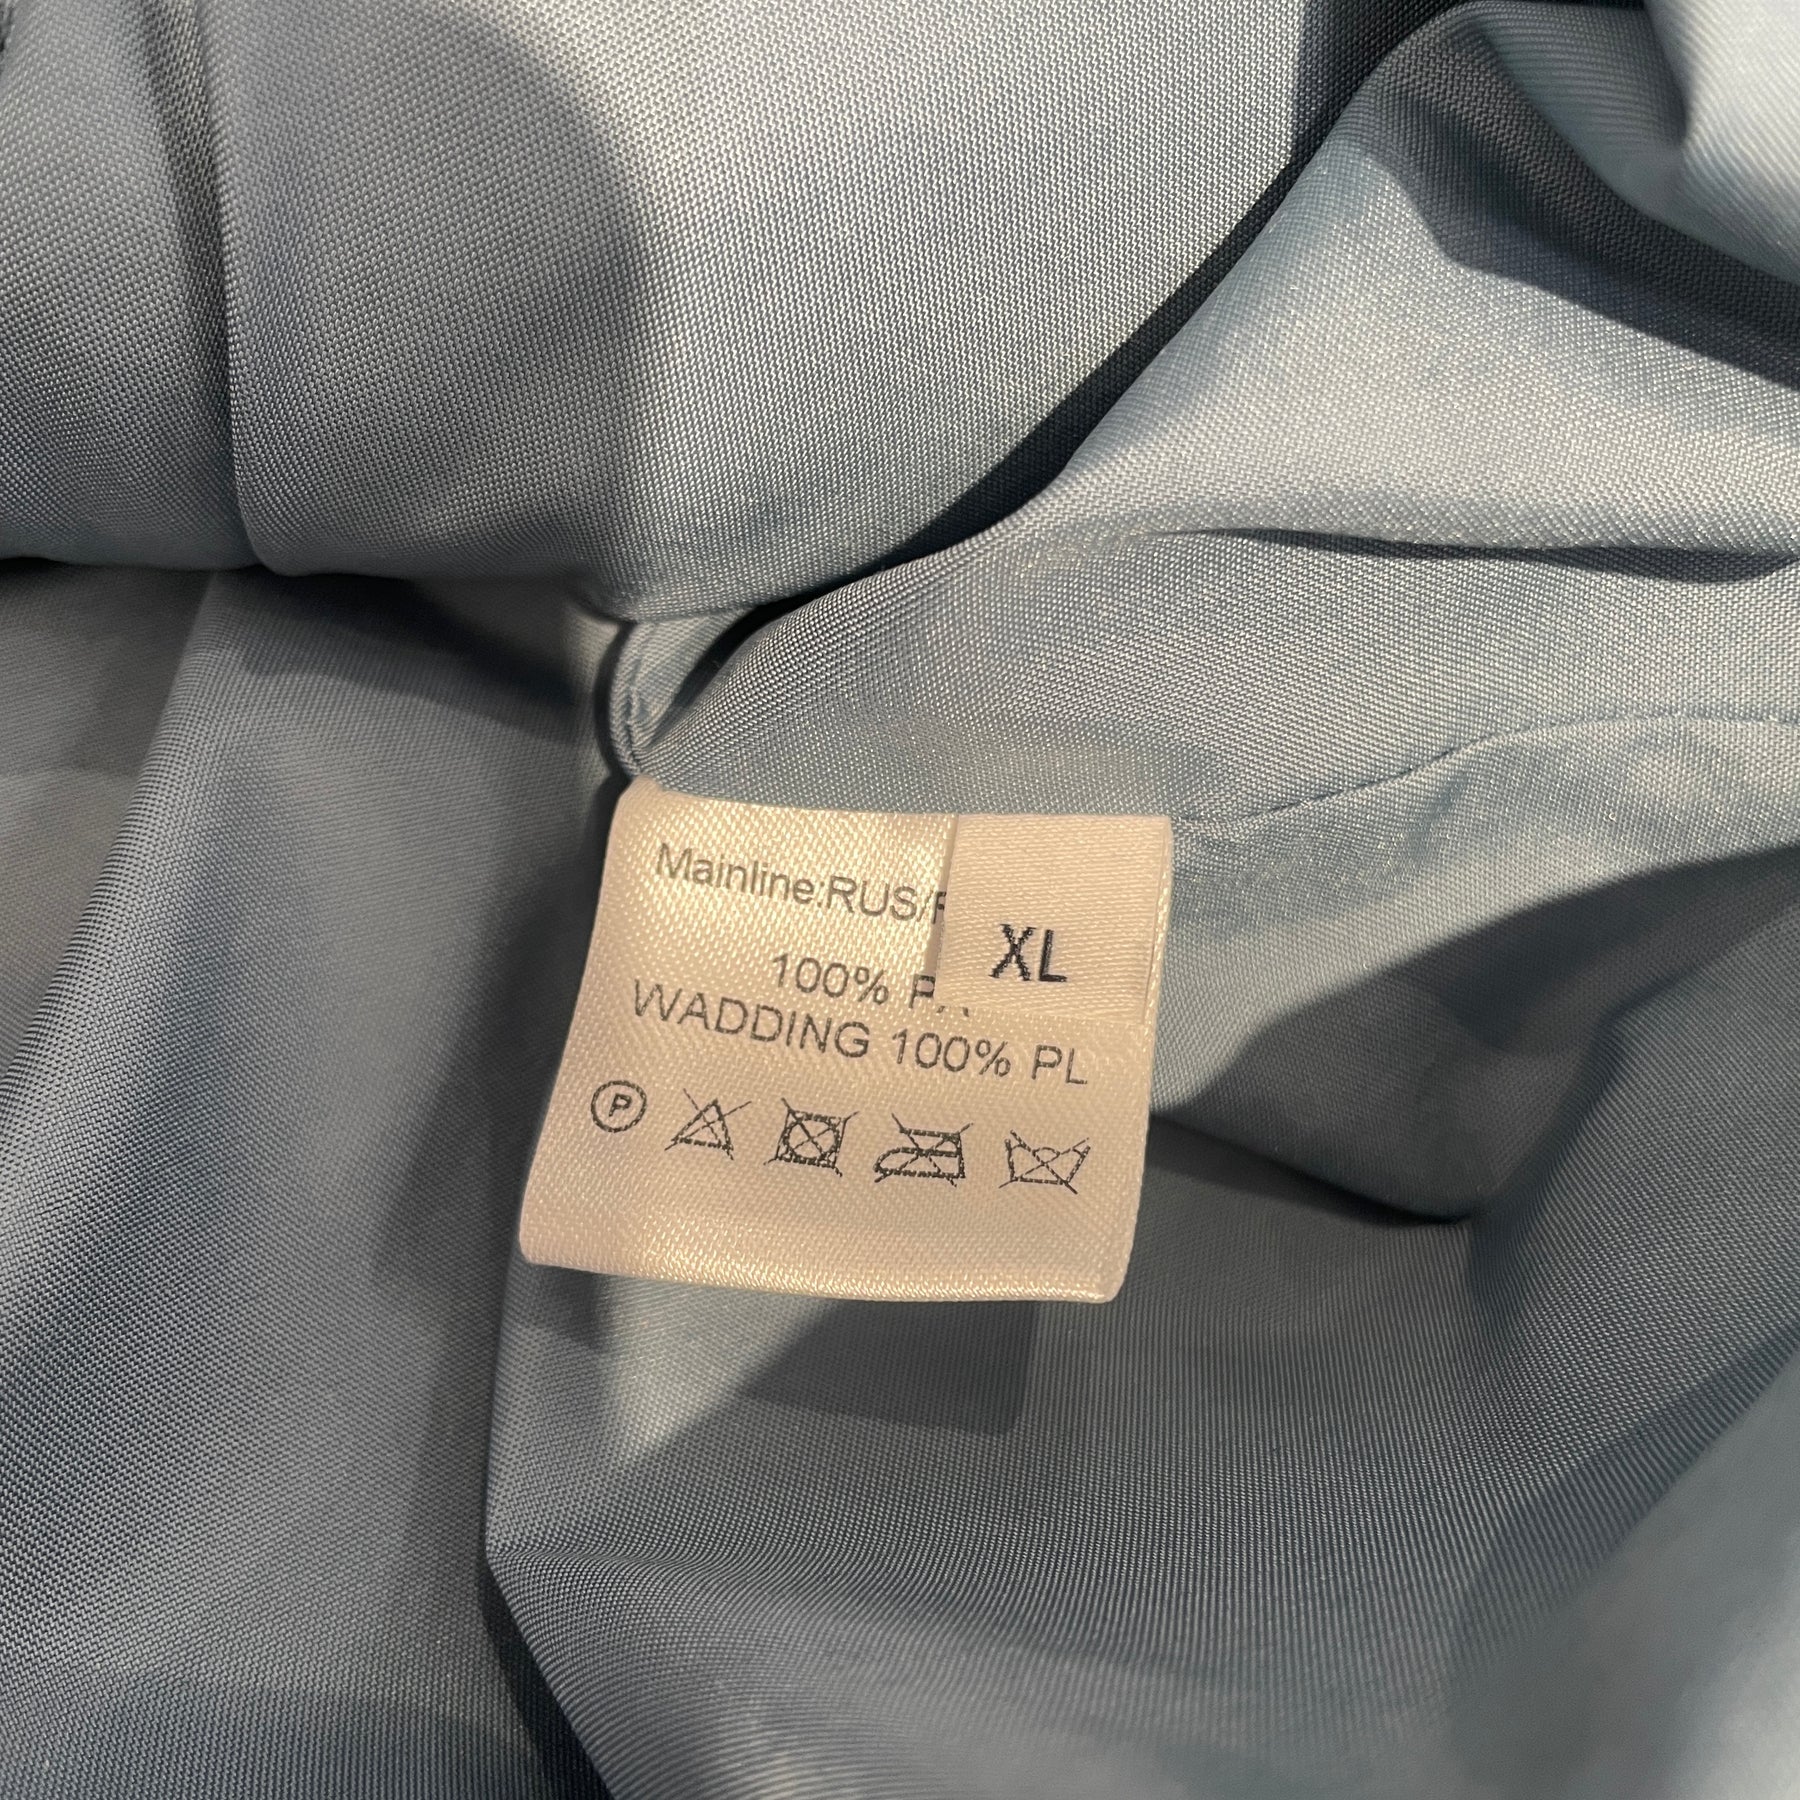 Mainline:RUS/
XL
100%
WADDING 100% PL
P